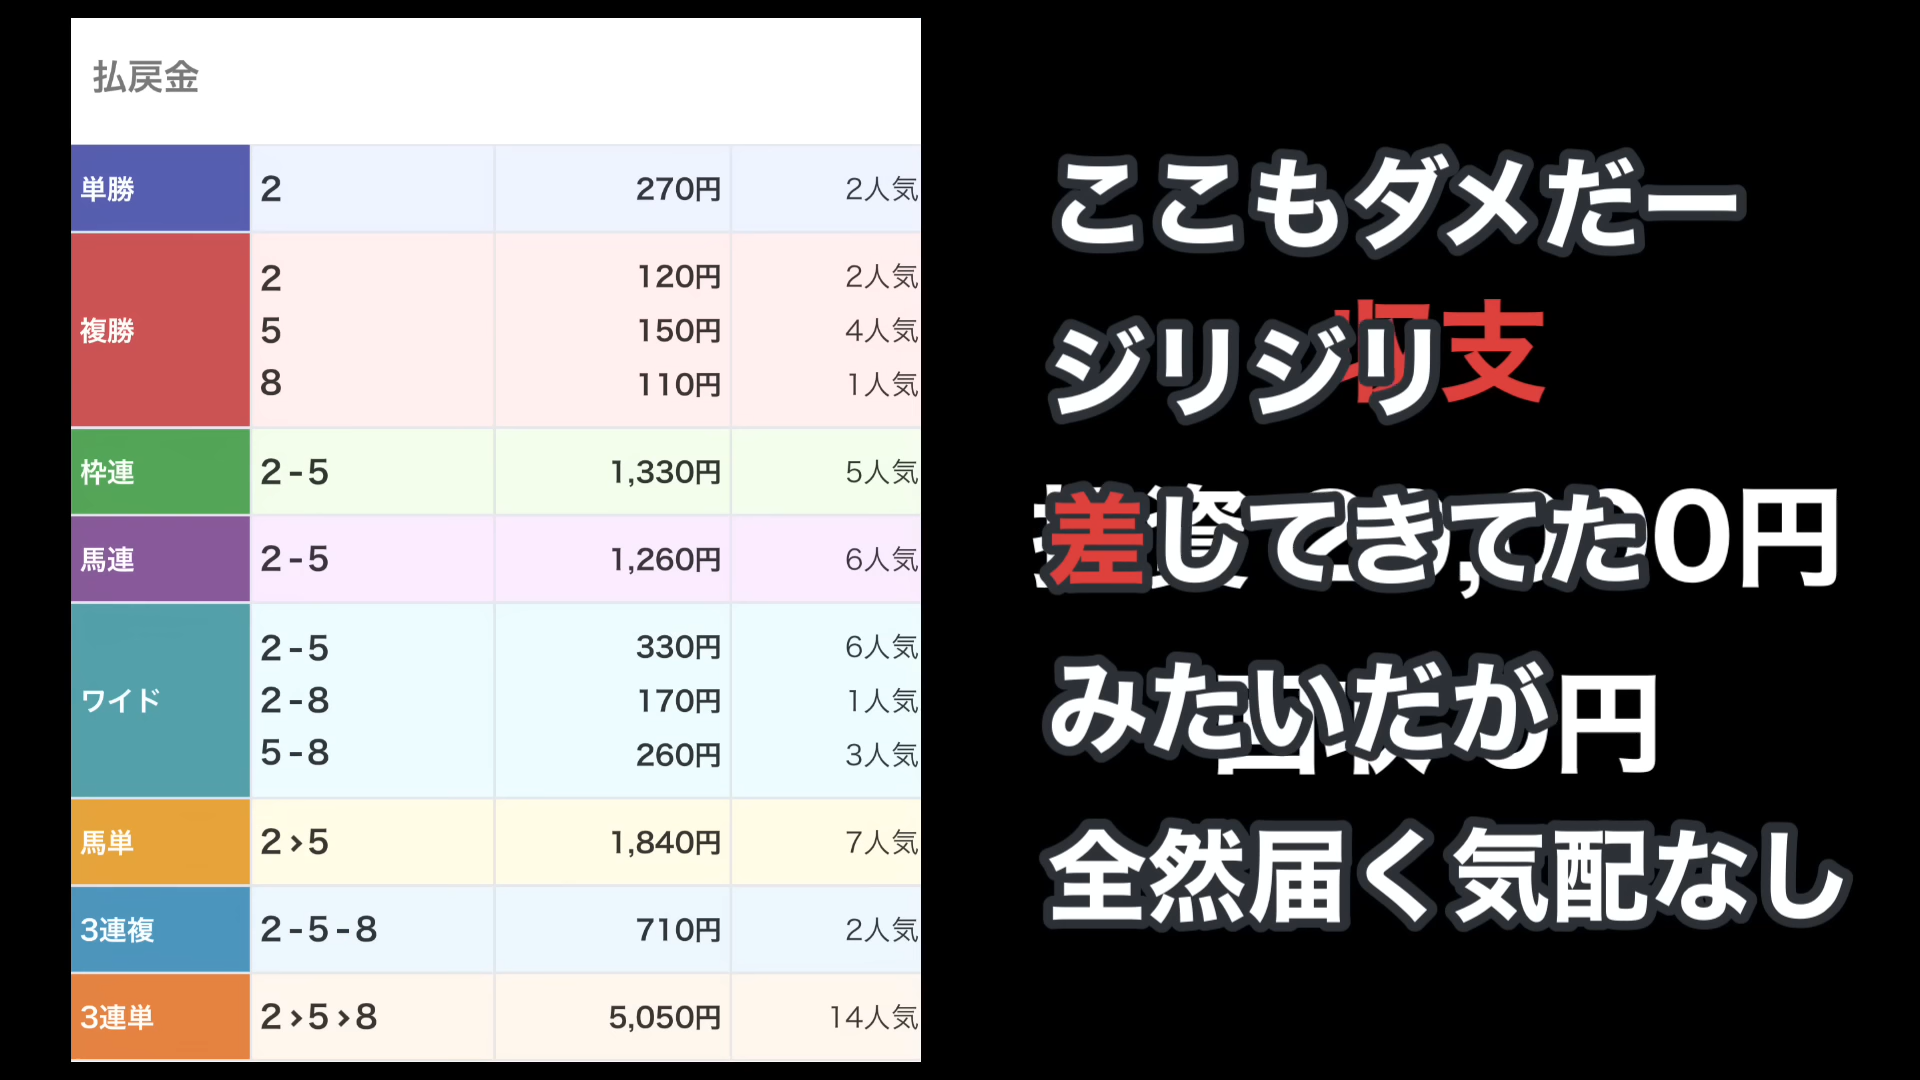 払戻金
単勝 2 270円 2人気
複勝 2 120円 2人気
5 150円 4人気
8 110円 1人気
枠連 2-5 1,330円 5人気
馬連 2-5 1,260円 6人気
ワイド 2-5 330円 6人気
2-8 170円 1人気
5-8 260円 3人気
馬単 2›5 1,840円 7人気
3連複 2-5-8 710円 2人気
3連単 2›5›8 5,050円 14人気
ここもダメだー
ジリジリ
収支
差してきてた
みたいだが
全然届く気配なし